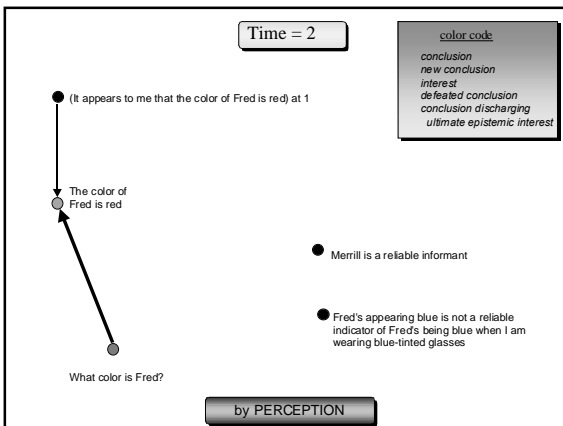 Time = 2
color code
conclusion
new conclusion
interest
defeated conclusion
conclusion discharging
ultimate epistemic interest
(It appears to me that the color of Fred is red) at 1
The color of
Fred is red
Merrill is a reliable informant
Fred's appearing blue is not a reliable
indicator of Fred's being blue when I am
wearing blue-tinted glasses
What color is Fred?
by PERCEPTION